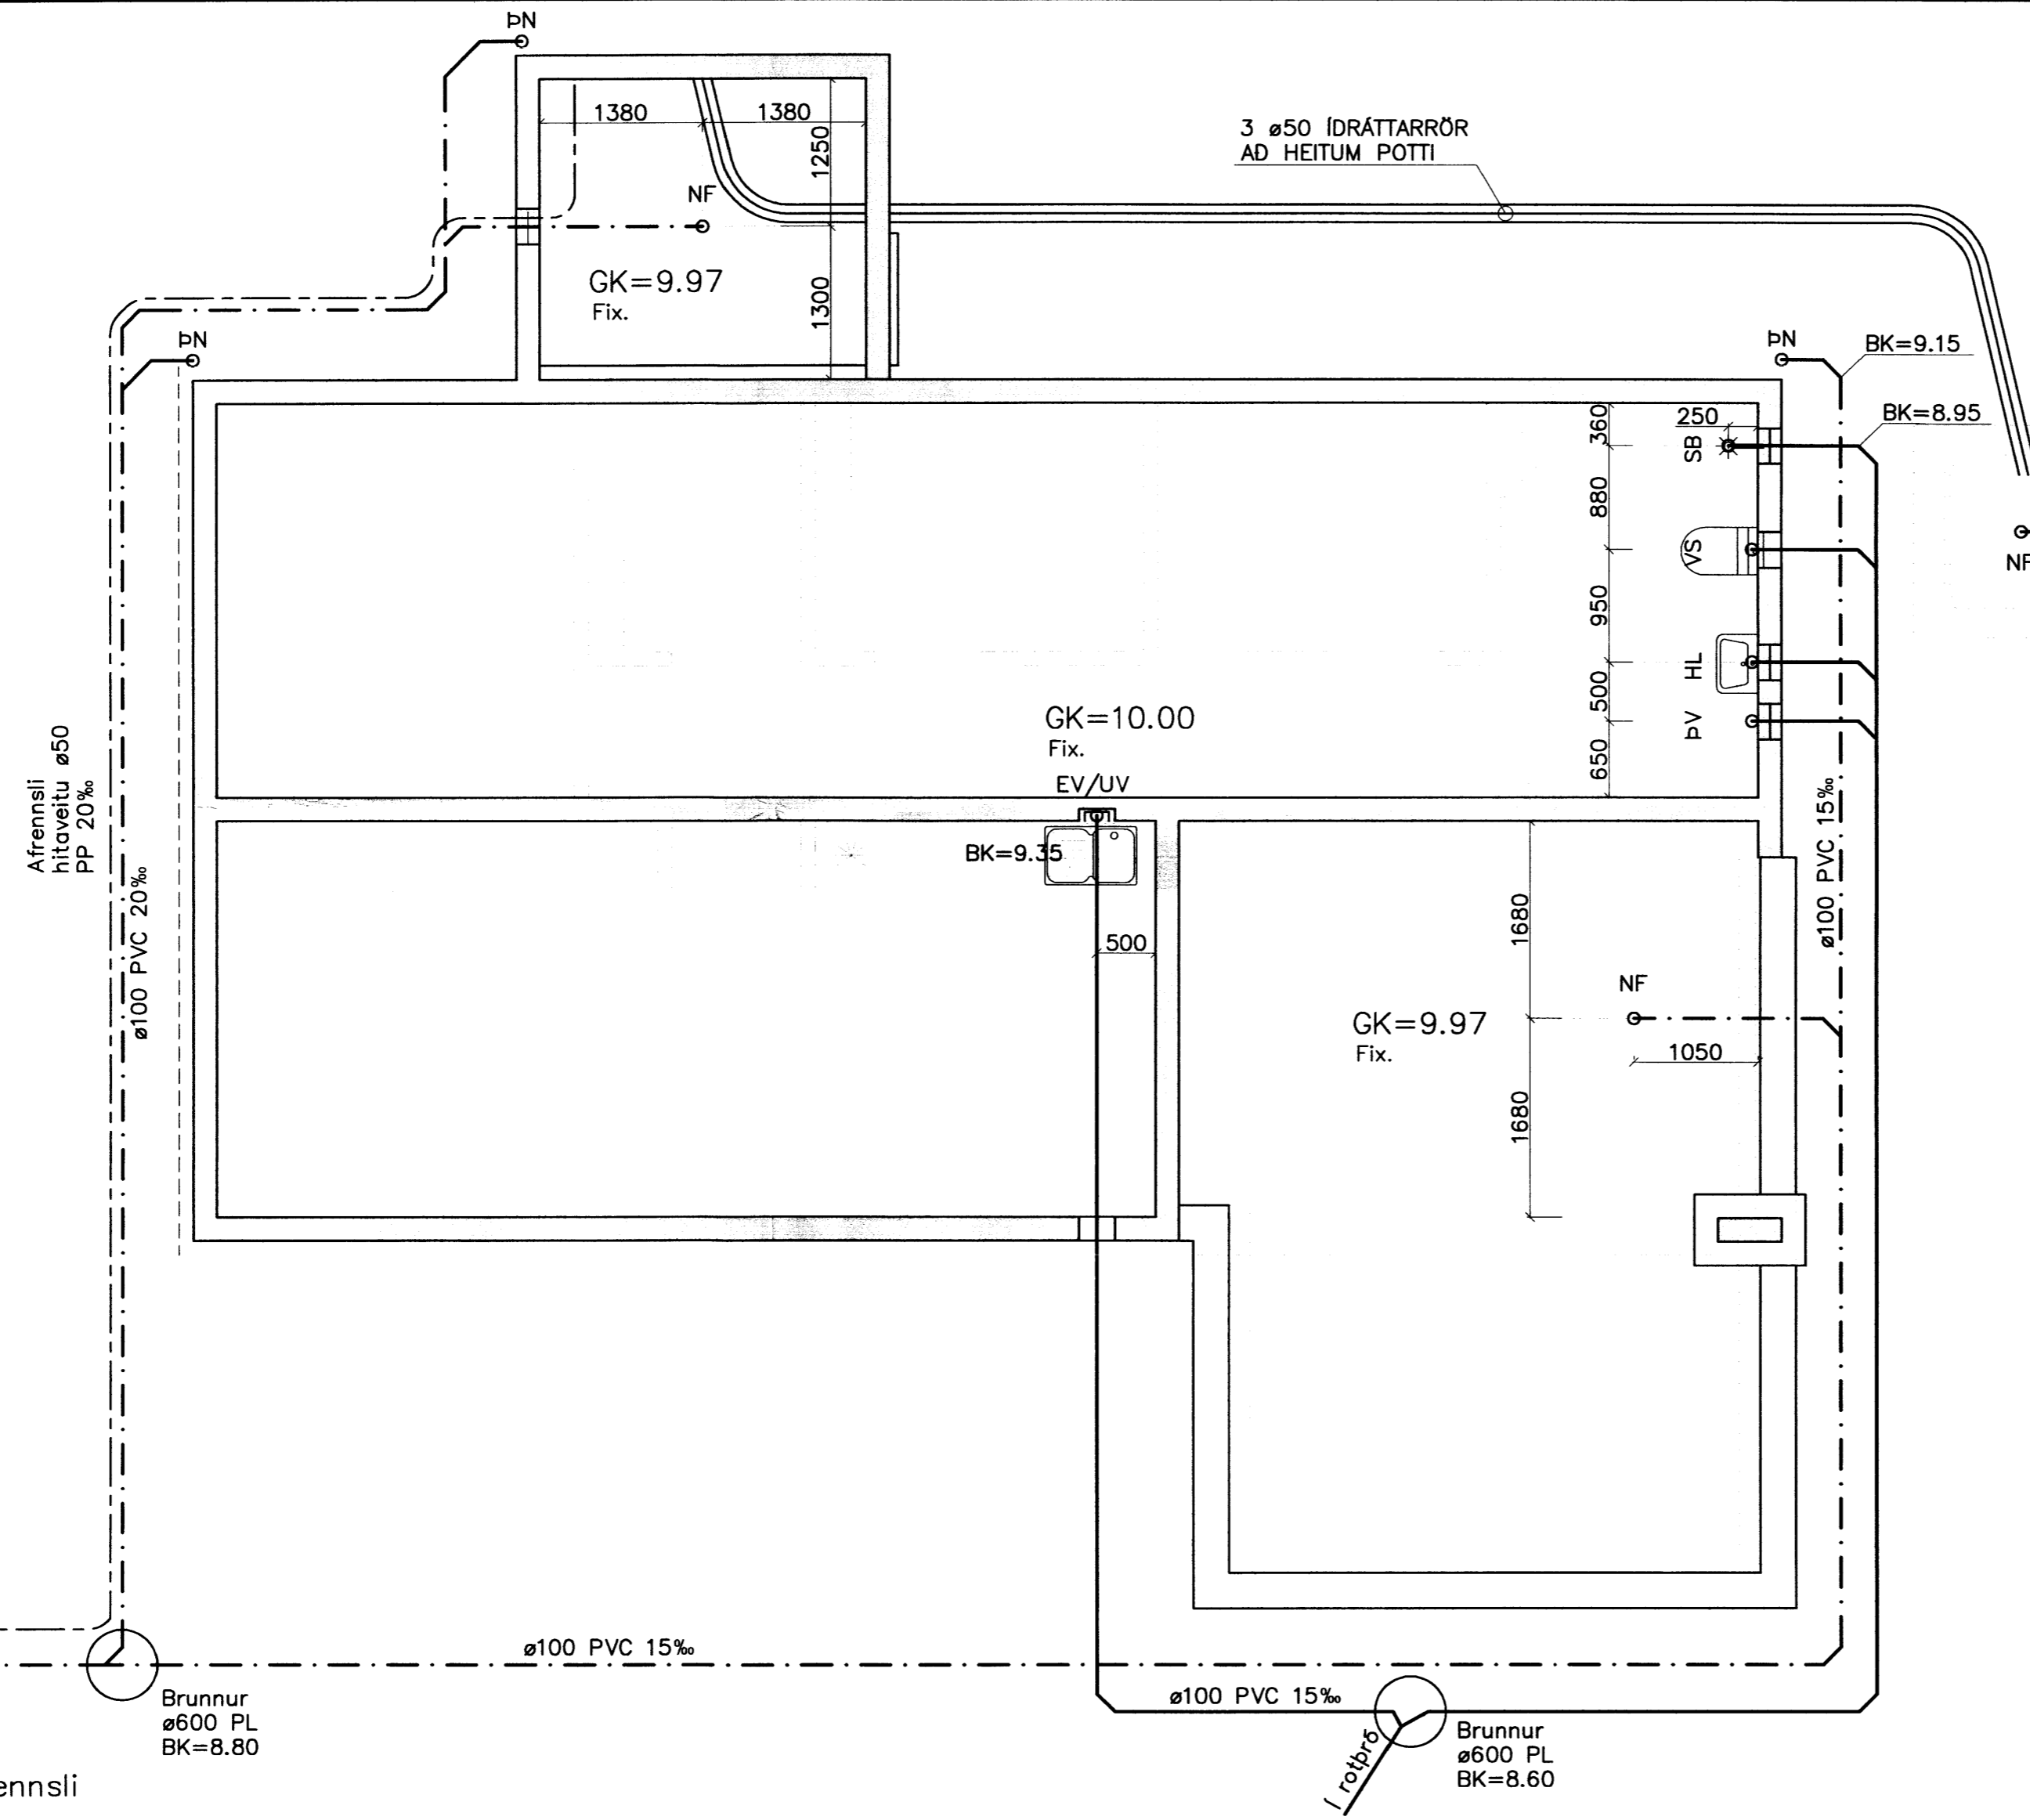 ÞN
1380
1380
1250
3 ø50 ÍDRÁTTARRÖR
AÐ HEITUM POTTI
NF
GK=9.97
Fix.
1300
ÞN
ÞN
BK=9.15
BK=8.95
360
250
SB
880
VS
950
NF
HL
500
ÞV
650
GK=10.00
Fix.
EV/UV
BK=9.35
Afrennsli
hitaveitu ø50
PP 20‰
ø100 PVC 20‰
ø100 PVC 15‰
500
1680
NF
GK=9.97
Fix.
1050
1680
ø100 PVC 15‰
Brunnur
ø600 PL
BK=8.80
ø100 PVC 15‰
Brunnur
ø600 PL
BK=8.60
Í rotþró
ennsli